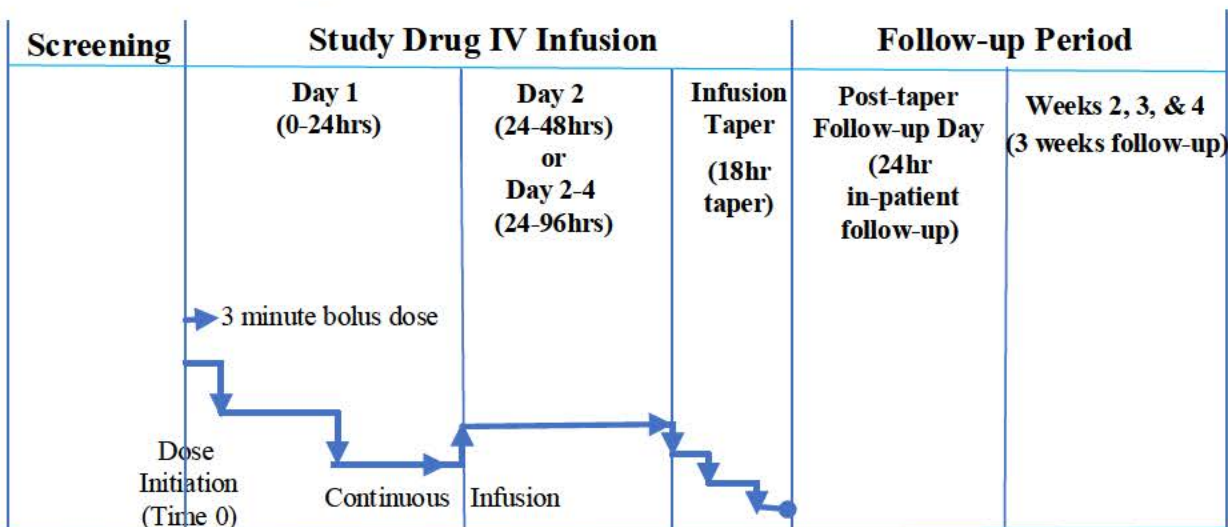 Screening
Study Drug IV Infusion
Follow-up Period
Day 1
(0-24hrs)
Day 2
(24-48hrs)
or
Day 2-4
(24-96hrs)
Infusion
Taper
(18hr
taper)
Post-taper
Follow-up Day
(24hr
in-patient
follow-up)
Weeks 2, 3, & 4
(3 weeks follow-up)
3 minute bolus dose
Dose
Initiation
(Time 0)
Continuous Infusion